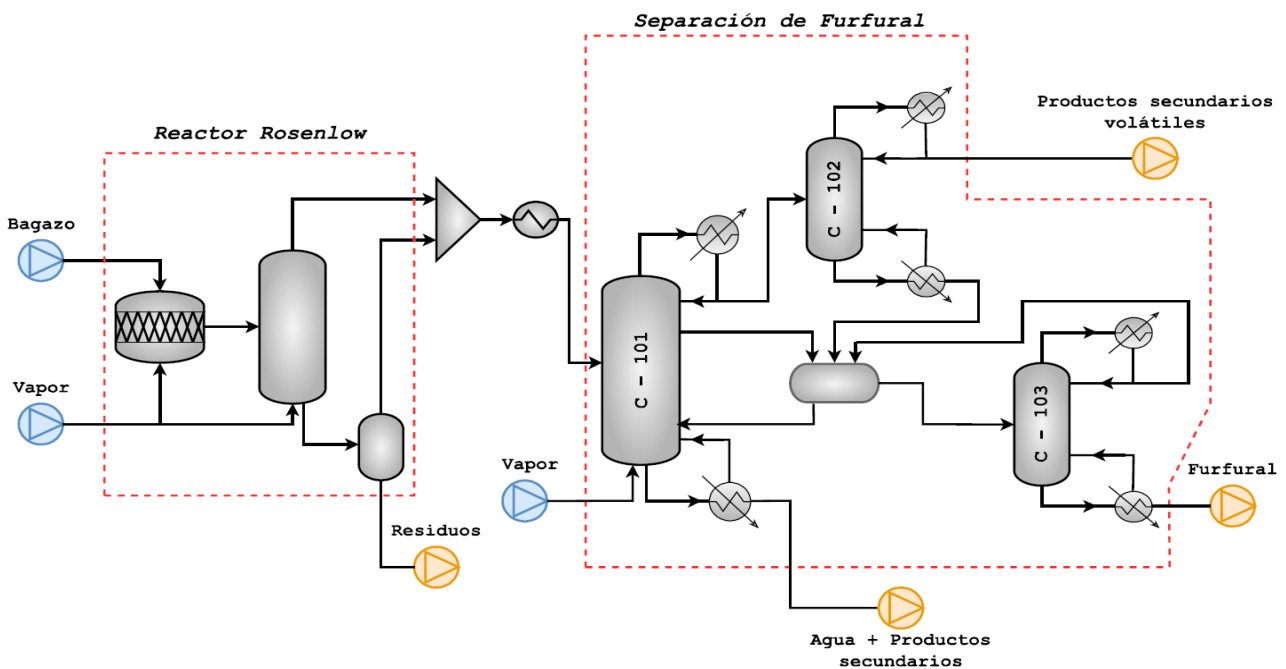 Separación de Furfural
Reactor Rosenlow
Productos secundarios
volátiles
C - 102
Bagazo
C - 101
Vapor
C - 103
Vapor
Furfural
Residuos
Agua + Productos
secundarios